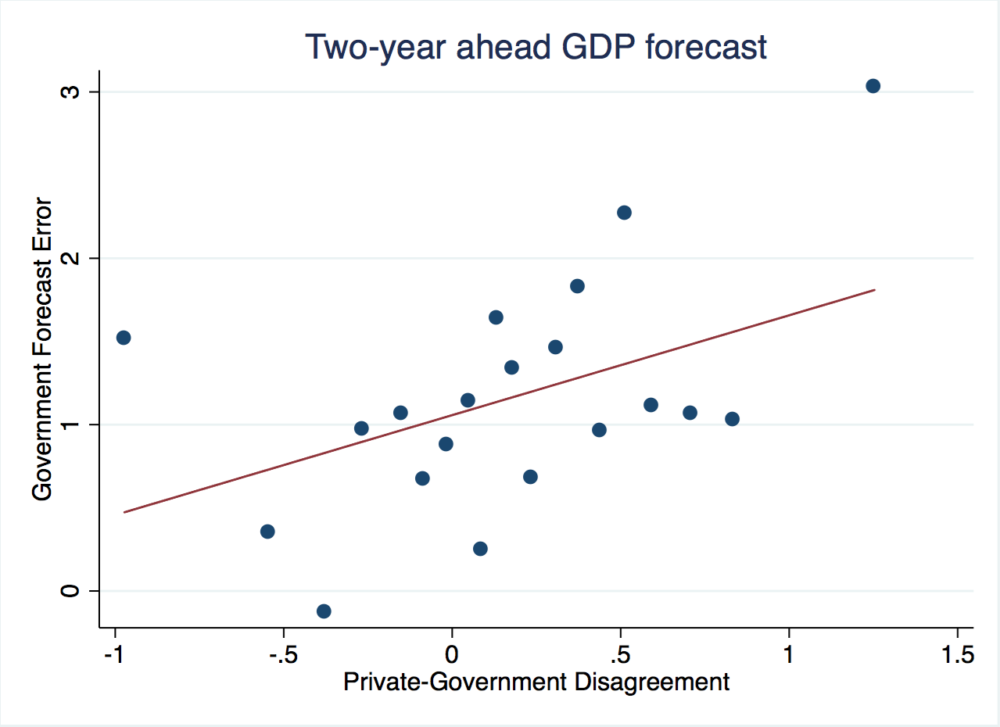 Two-year ahead GDP forecast
Government Forecast Error
3
2
1
0
-1 -.5 0 .5 1 1.5
Private-Government Disagreement